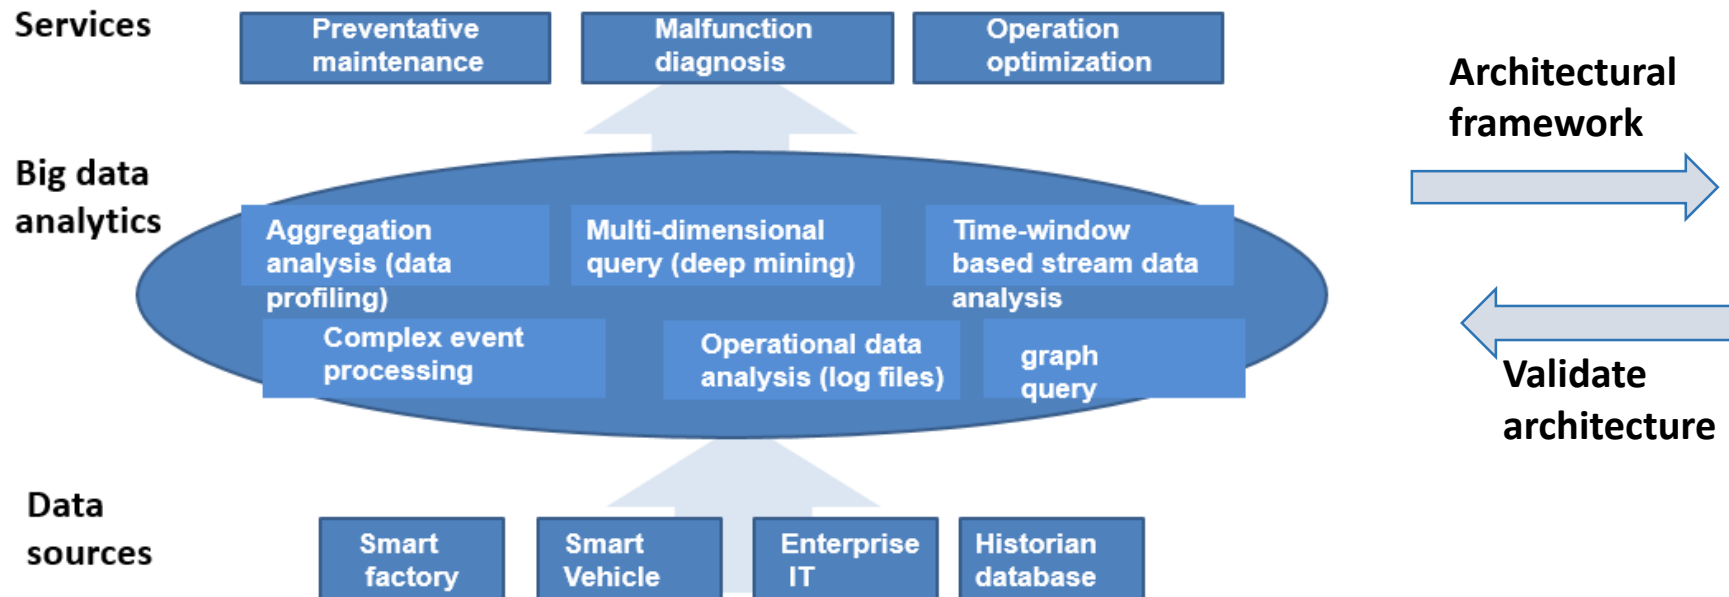 Services
Preventative
maintenance
Malfunction
diagnosis
Operation
optimization
Architectural
framework
Big data
analytics
Aggregation
analysis (data
profiling)
Multi-dimensional
query (deep mining)
Time-window
based stream data
analysis
Complex event
processing
Operational data
analysis (log files)
graph
query
Validate
architecture
Data
sources
Smart
factory
Smart
Vehicle
Enterprise
IT
Historian
database